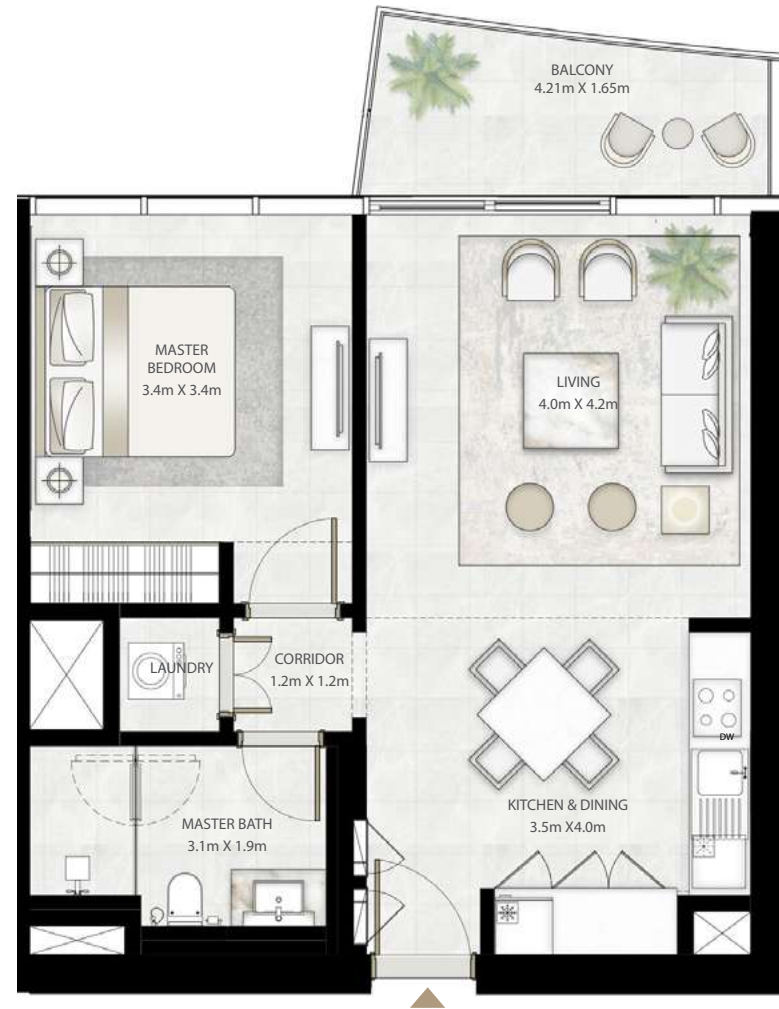 BALCONY
4.21m X 1.65m
MASTER
BEDROOM
3.4m X 3.4m
LIVING
4.0m X 4.2m
LAUNDRY
CORRIDOR
1.2m X 1.2m
DW
KITCHEN & DINING
3.5m X4.0m
MASTER BATH
3.1m X 1.9m